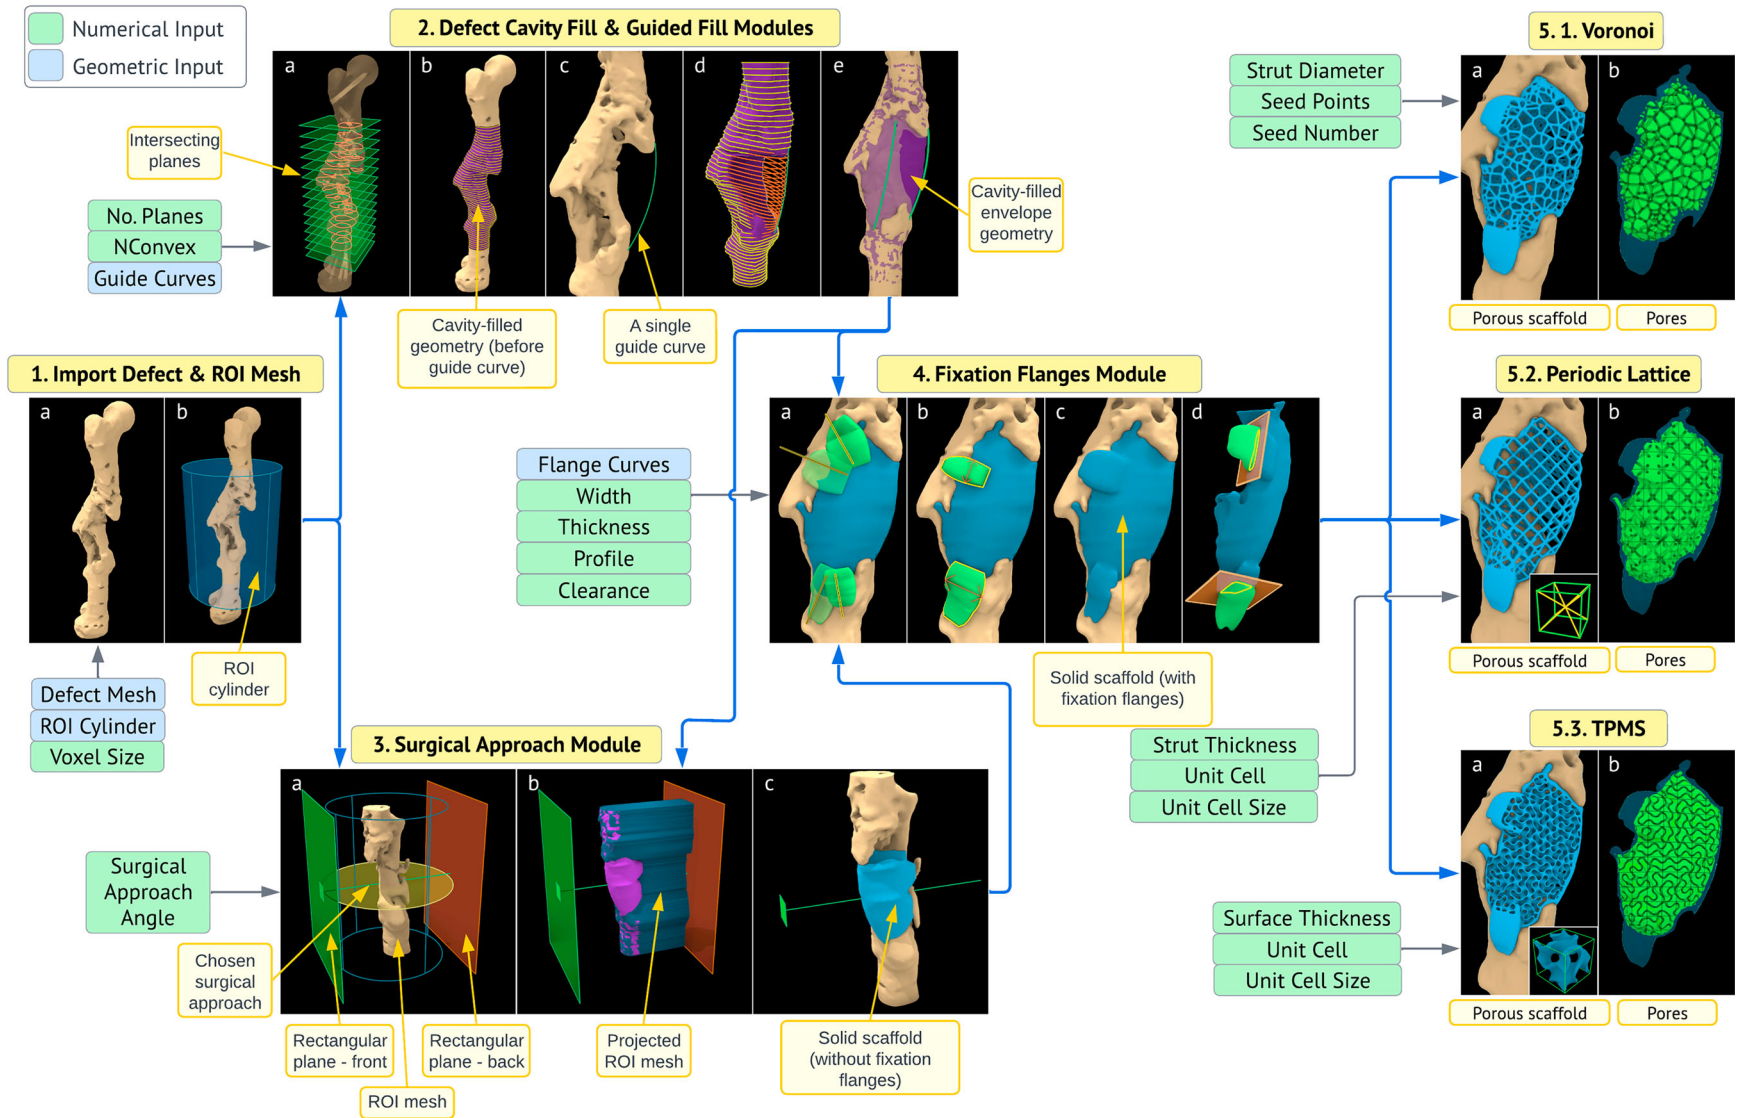 Numerical Input
Geometric Input
2. Defect Cavity Fill & Guided Fill Modules
a
b
c
d
e
Intersecting
planes
No. Planes
NConvex
Guide Curves
Cavity-filled
geometry (before
guide curve)
A single
guide curve
Cavity-filled
envelope
geometry
1. Import Defect & ROI Mesh
a
b
ROI
cylinder
Defect Mesh
ROI Cylinder
Voxel Size
3. Surgical Approach Module
a
b
c
Surgical
Approach
Angle
Chosen
surgical
approach
Rectangular
plane - front
ROI mesh
Rectangular
plane - back
Projected
ROI mesh
Solid scaffold
(without fixation
flanges)
4. Fixation Flanges Module
a
b
c
d
Flange Curves
Width
Thickness
Profile
Clearance
Solid scaffold (with
fixation flanges)
5. 1. Voronoi
a
b
Strut Diameter
Seed Points
Seed Number
Porous scaffold
Pores
5.2. Periodic Lattice
a
b
Strut Thickness
Unit Cell
Unit Cell Size
Porous scaffold
Pores
5.3. TPMS
a
b
Surface Thickness
Unit Cell
Unit Cell Size
Porous scaffold
Pores